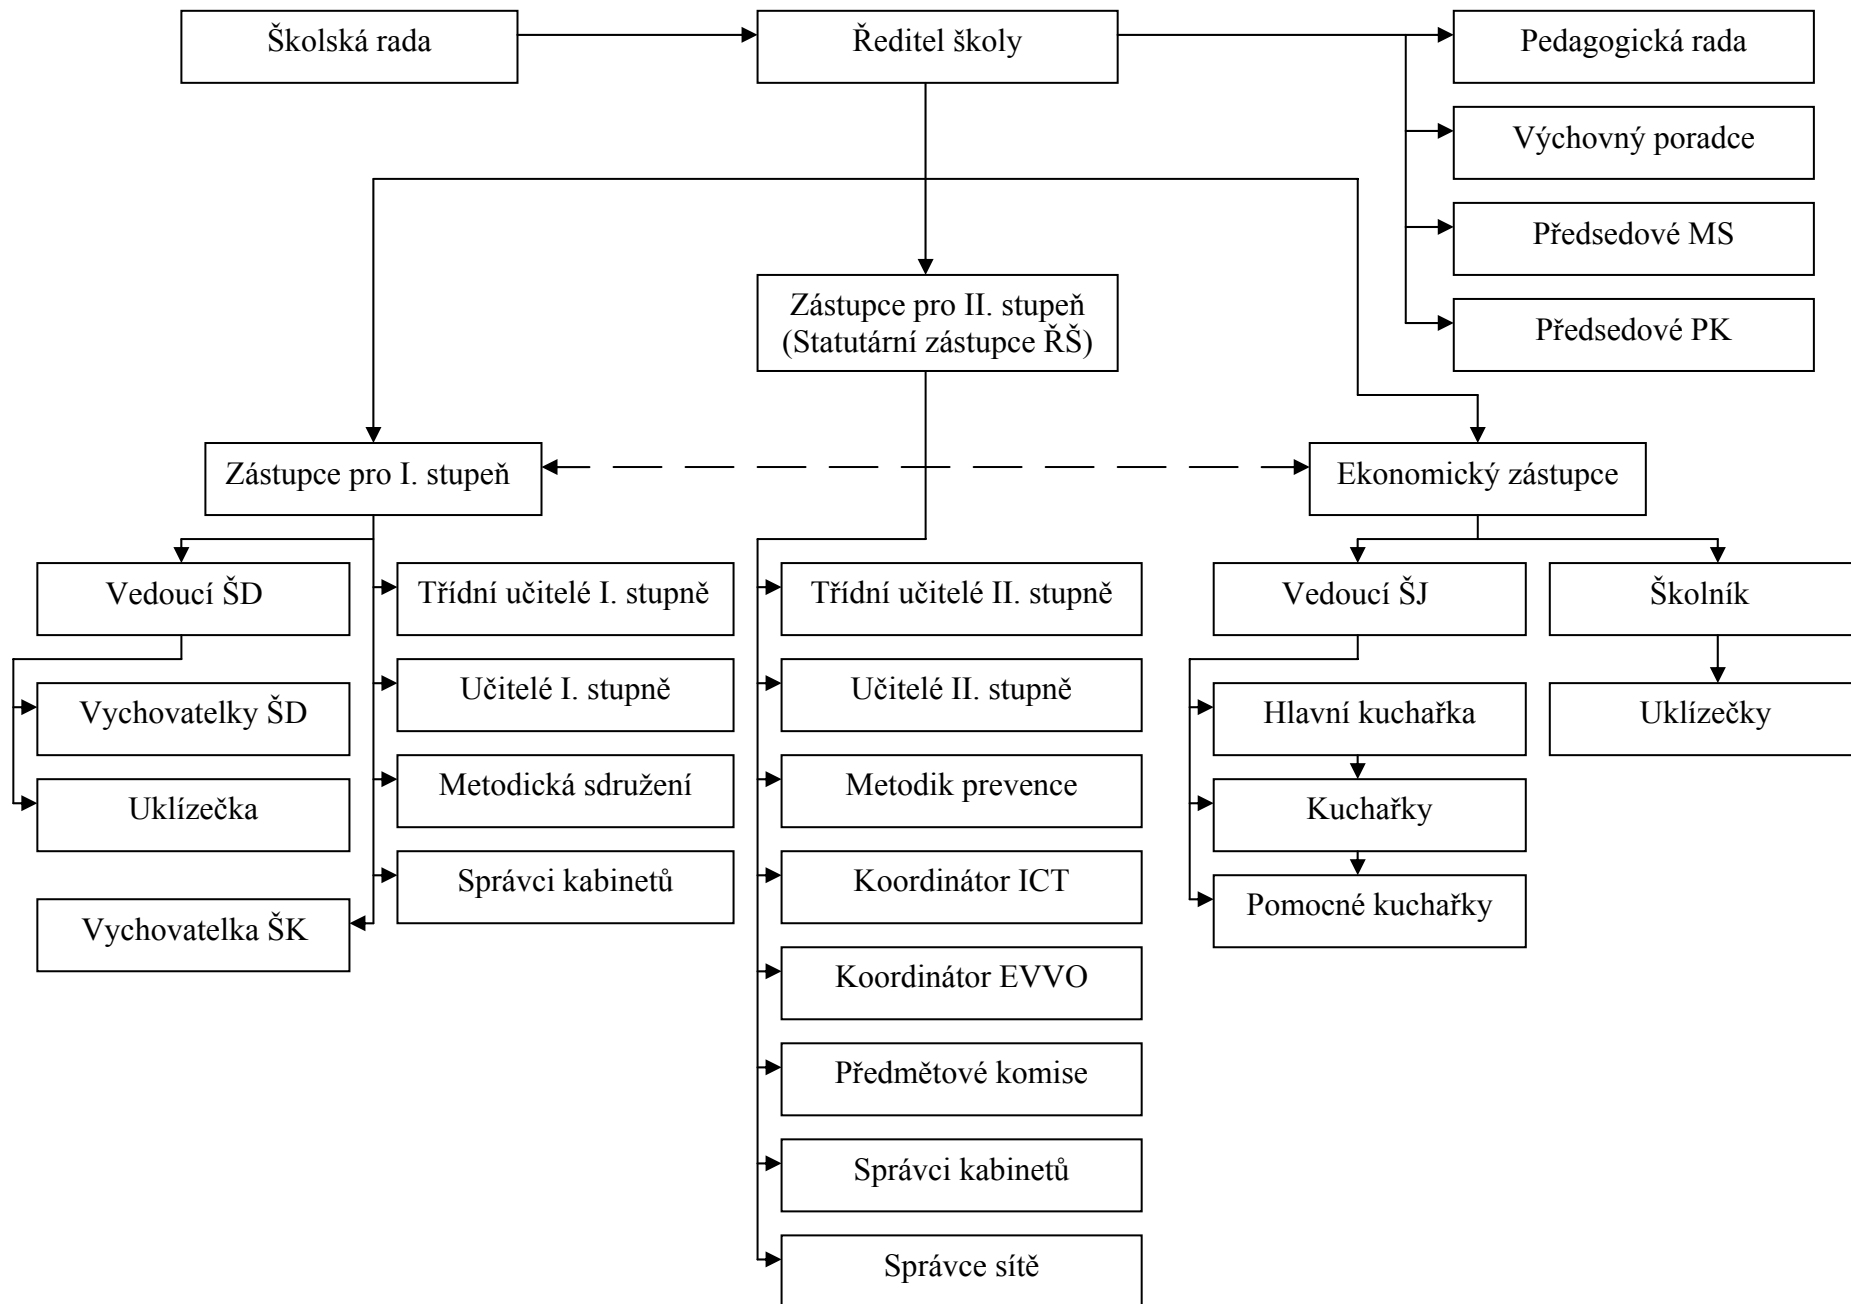 Školská rada
Ředitel školy
Pedagogická rada
Výchovný poradce
Předsedové MS
Předsedové PK
Zástupce pro II. stupeň
(Statutární zástupce ŘŠ)
Zástupce pro I. stupeň
Ekonomický zástupce
Vedoucí ŠD
Vychovatelky ŠD
Uklízečka
Vychovatelka ŠK
Třídní učitelé I. stupně
Učitelé I. stupně
Metodická sdružení
Správci kabinetů
Třídní učitelé II. stupně
Učitelé II. stupně
Metodik prevence
Koordinátor ICT
Koordinátor EVVO
Předmětové komise
Správci kabinetů
Správce sítě
Vedoucí ŠJ
Hlavní kuchařka
Kuchařky
Pomocné kuchařky
Školník
Uklízečky